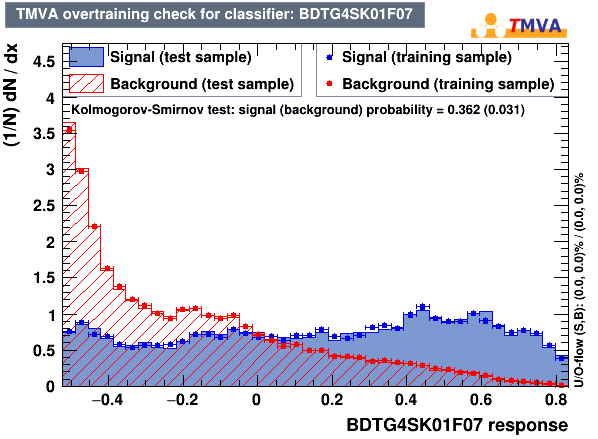 TMVA overtraining check for classifier: BDTG4SK01F07
TMVA
Signal (test sample)
Background (test sample)
Signal (training sample)
Background (training sample)
Kolmogorov-Smirnov test: signal (background) probability = 0.362 (0.031)
(1/N) dN / dx
4.5
4
3.5
3
2.5
2
1.5
1
0.5
0
−0.4
−0.2
0
0.2
0.4
0.6
0.8
BDTG4SK01F07 response
U/O-flow (S,B): (0.0, 0.0)% / (0.0, 0.0)%